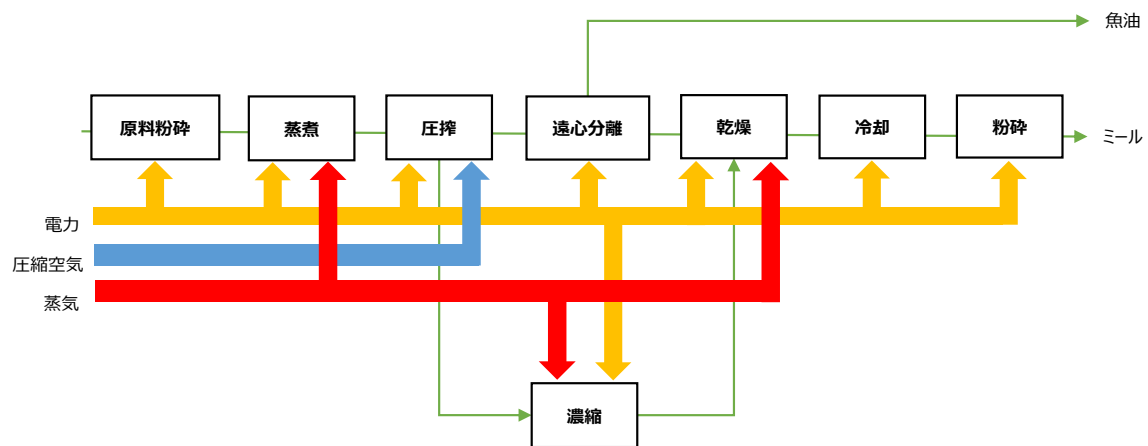 魚油
原料粉砕
蒸煮
圧搾
遠心分離
乾燥
冷却
粉砕
ミール
電力
圧縮空気
蒸気
濃縮